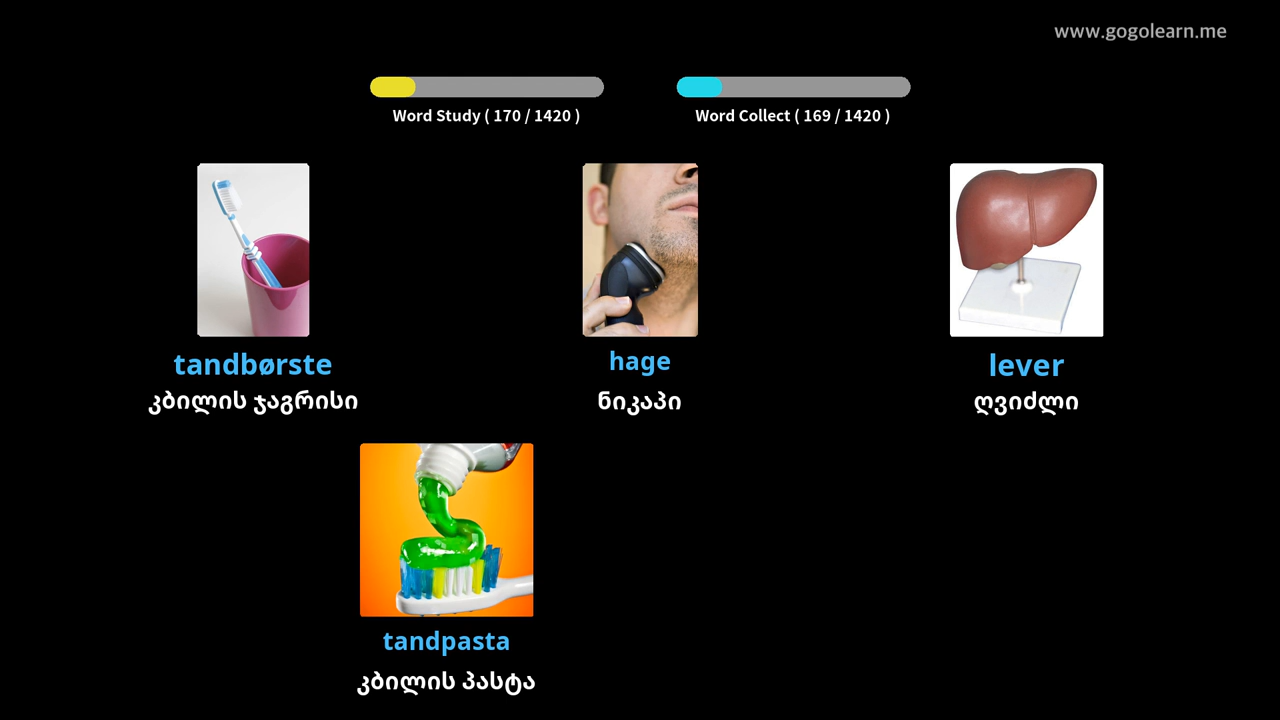 www.gogolearn.me
Word Study ( 170 / 1420 )
Word Collect ( 169 / 1420 )
tandbørste
კბილის ჯაგრისი
hage
ნიკაპი
lever
ღვიძლი
tandpasta
კბილის პასტა